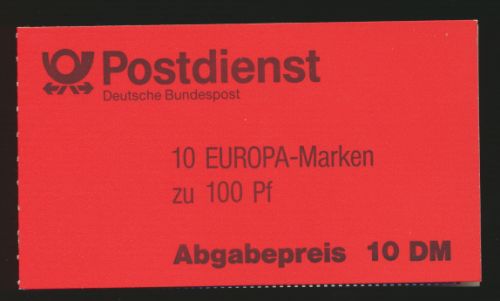 Postdienst
Deutsche Bundespost
10 EUROPA-Marken
zu 100 Pf
Abgabepreis 10 DM